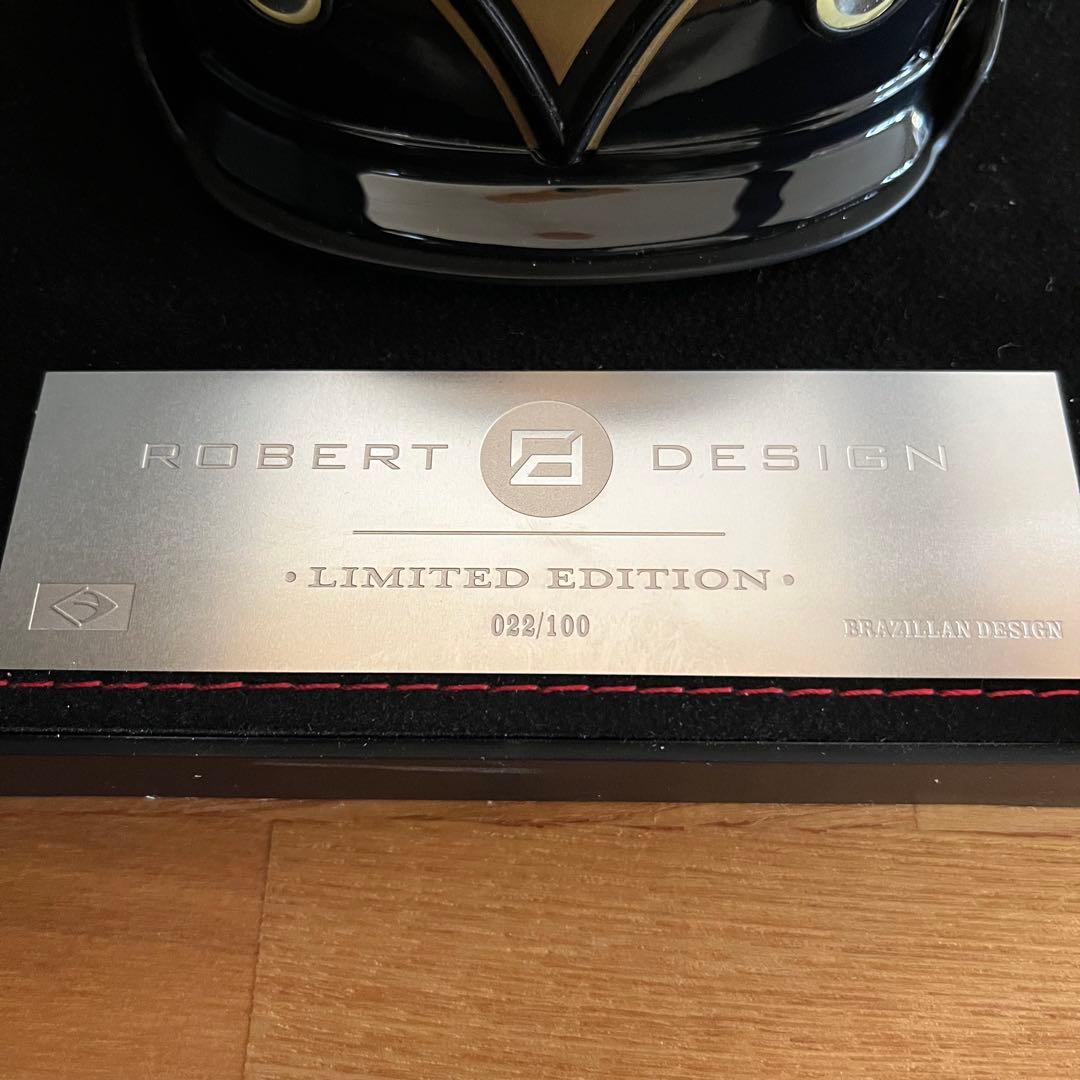 ROBERT DESIGN
· LIMITED EDITION ·
022/100
BRAZILLAN DESIGN